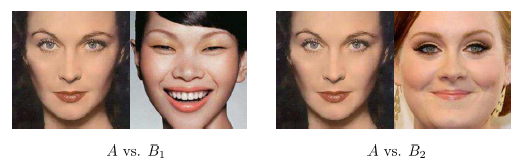 A vs. B₁
A vs. B₂